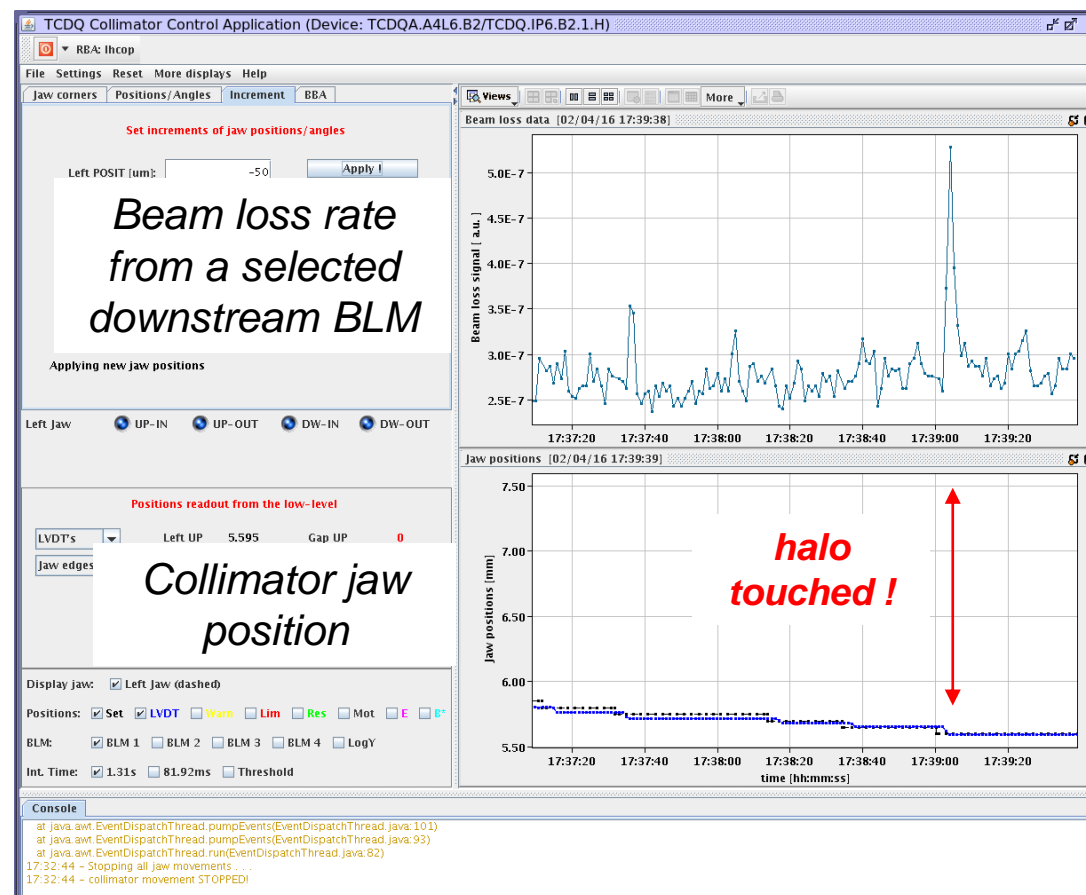 TCDQ Collimator Control Application (Device: TCDQA.A4L6.B2/TCDQ.IP6.B2.1.H)
RBA: lhcop
File Settings Reset More displays Help
Jaw corners Positions/Angles Increment BBA
Set increments of jaw positions/angles
Left POSIT [um]: -50 Apply !
Beam loss rate
from a selected
downstream BLM
Applying new jaw positions
Left Jaw UP-IN UP-OUT DW-IN DW-OUT
Positions readout from the low-level
LVDT's Left UP 5.595 Gap UP 0
Jaw edges
Collimator jaw
position
Display jaw: Left Jaw (dashed)
Positions: Set LVDT Warn Lim Res Mot E B*
BLM: BLM 1 BLM 2 BLM 3 BLM 4 LogY
Int. Time: 1.31s 81.92ms Threshold
Views More
Beam loss data [02/04/16 17:39:38]
Beam loss signal [ a.u. ]
5.0E-7
4.5E-7
4.0E-7
3.5E-7
3.0E-7
2.5E-7
17:37:20 17:37:40 17:38:00 17:38:20 17:38:40 17:39:00 17:39:20
Jaw positions [02/04/16 17:39:39]
Jaw positions [mm]
7.50
7.00
6.50
6.00
5.50
halo
touched !
17:37:20 17:37:40 17:38:00 17:38:20 17:38:40 17:39:00 17:39:20
time [hh:mm:ss]
Console
at java.awt.EventDispatchThread.pumpEvents(EventDispatchThread.java:101)
at java.awt.EventDispatchThread.pumpEvents(EventDispatchThread.java:93)
at java.awt.EventDispatchThread.run(EventDispatchThread.java:82)
17:32:44 - Stopping all jaw movements . . .
17:32:44 - collimator movement STOPPED!